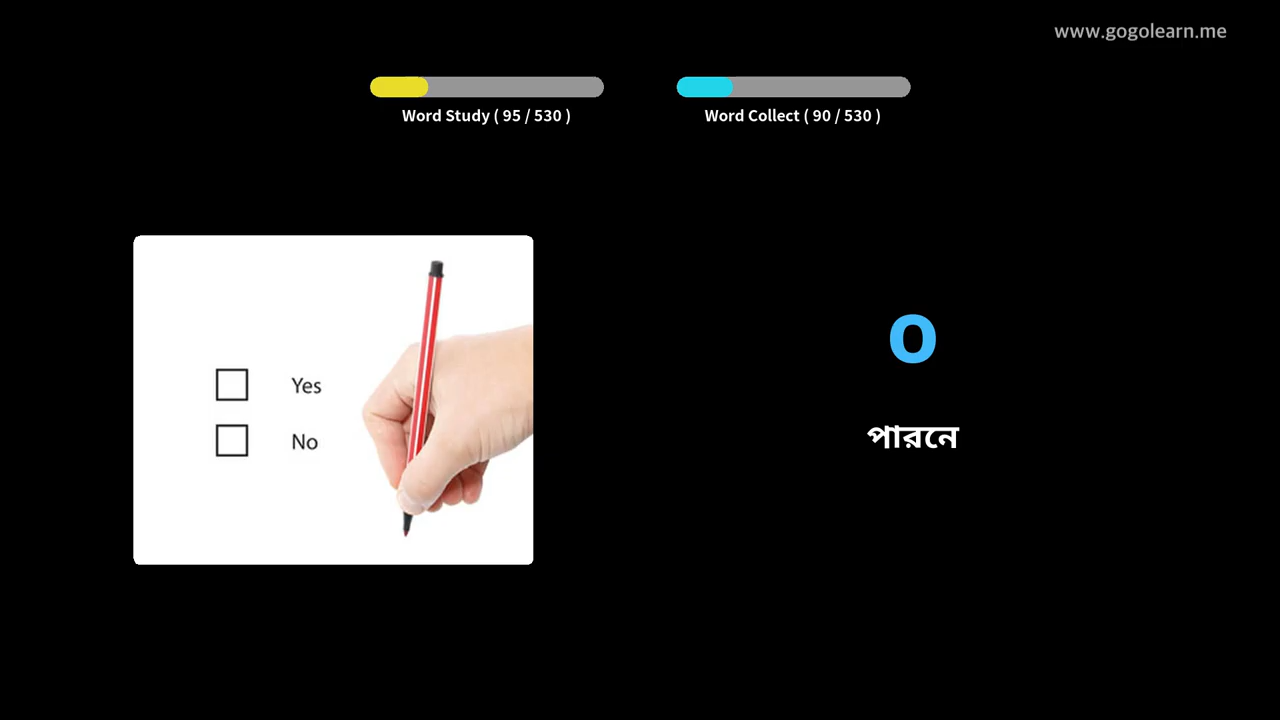 www.gogolearn.me
Word Study ( 95 / 530 )
Word Collect ( 90 / 530 )
Yes
No
o
পারনে